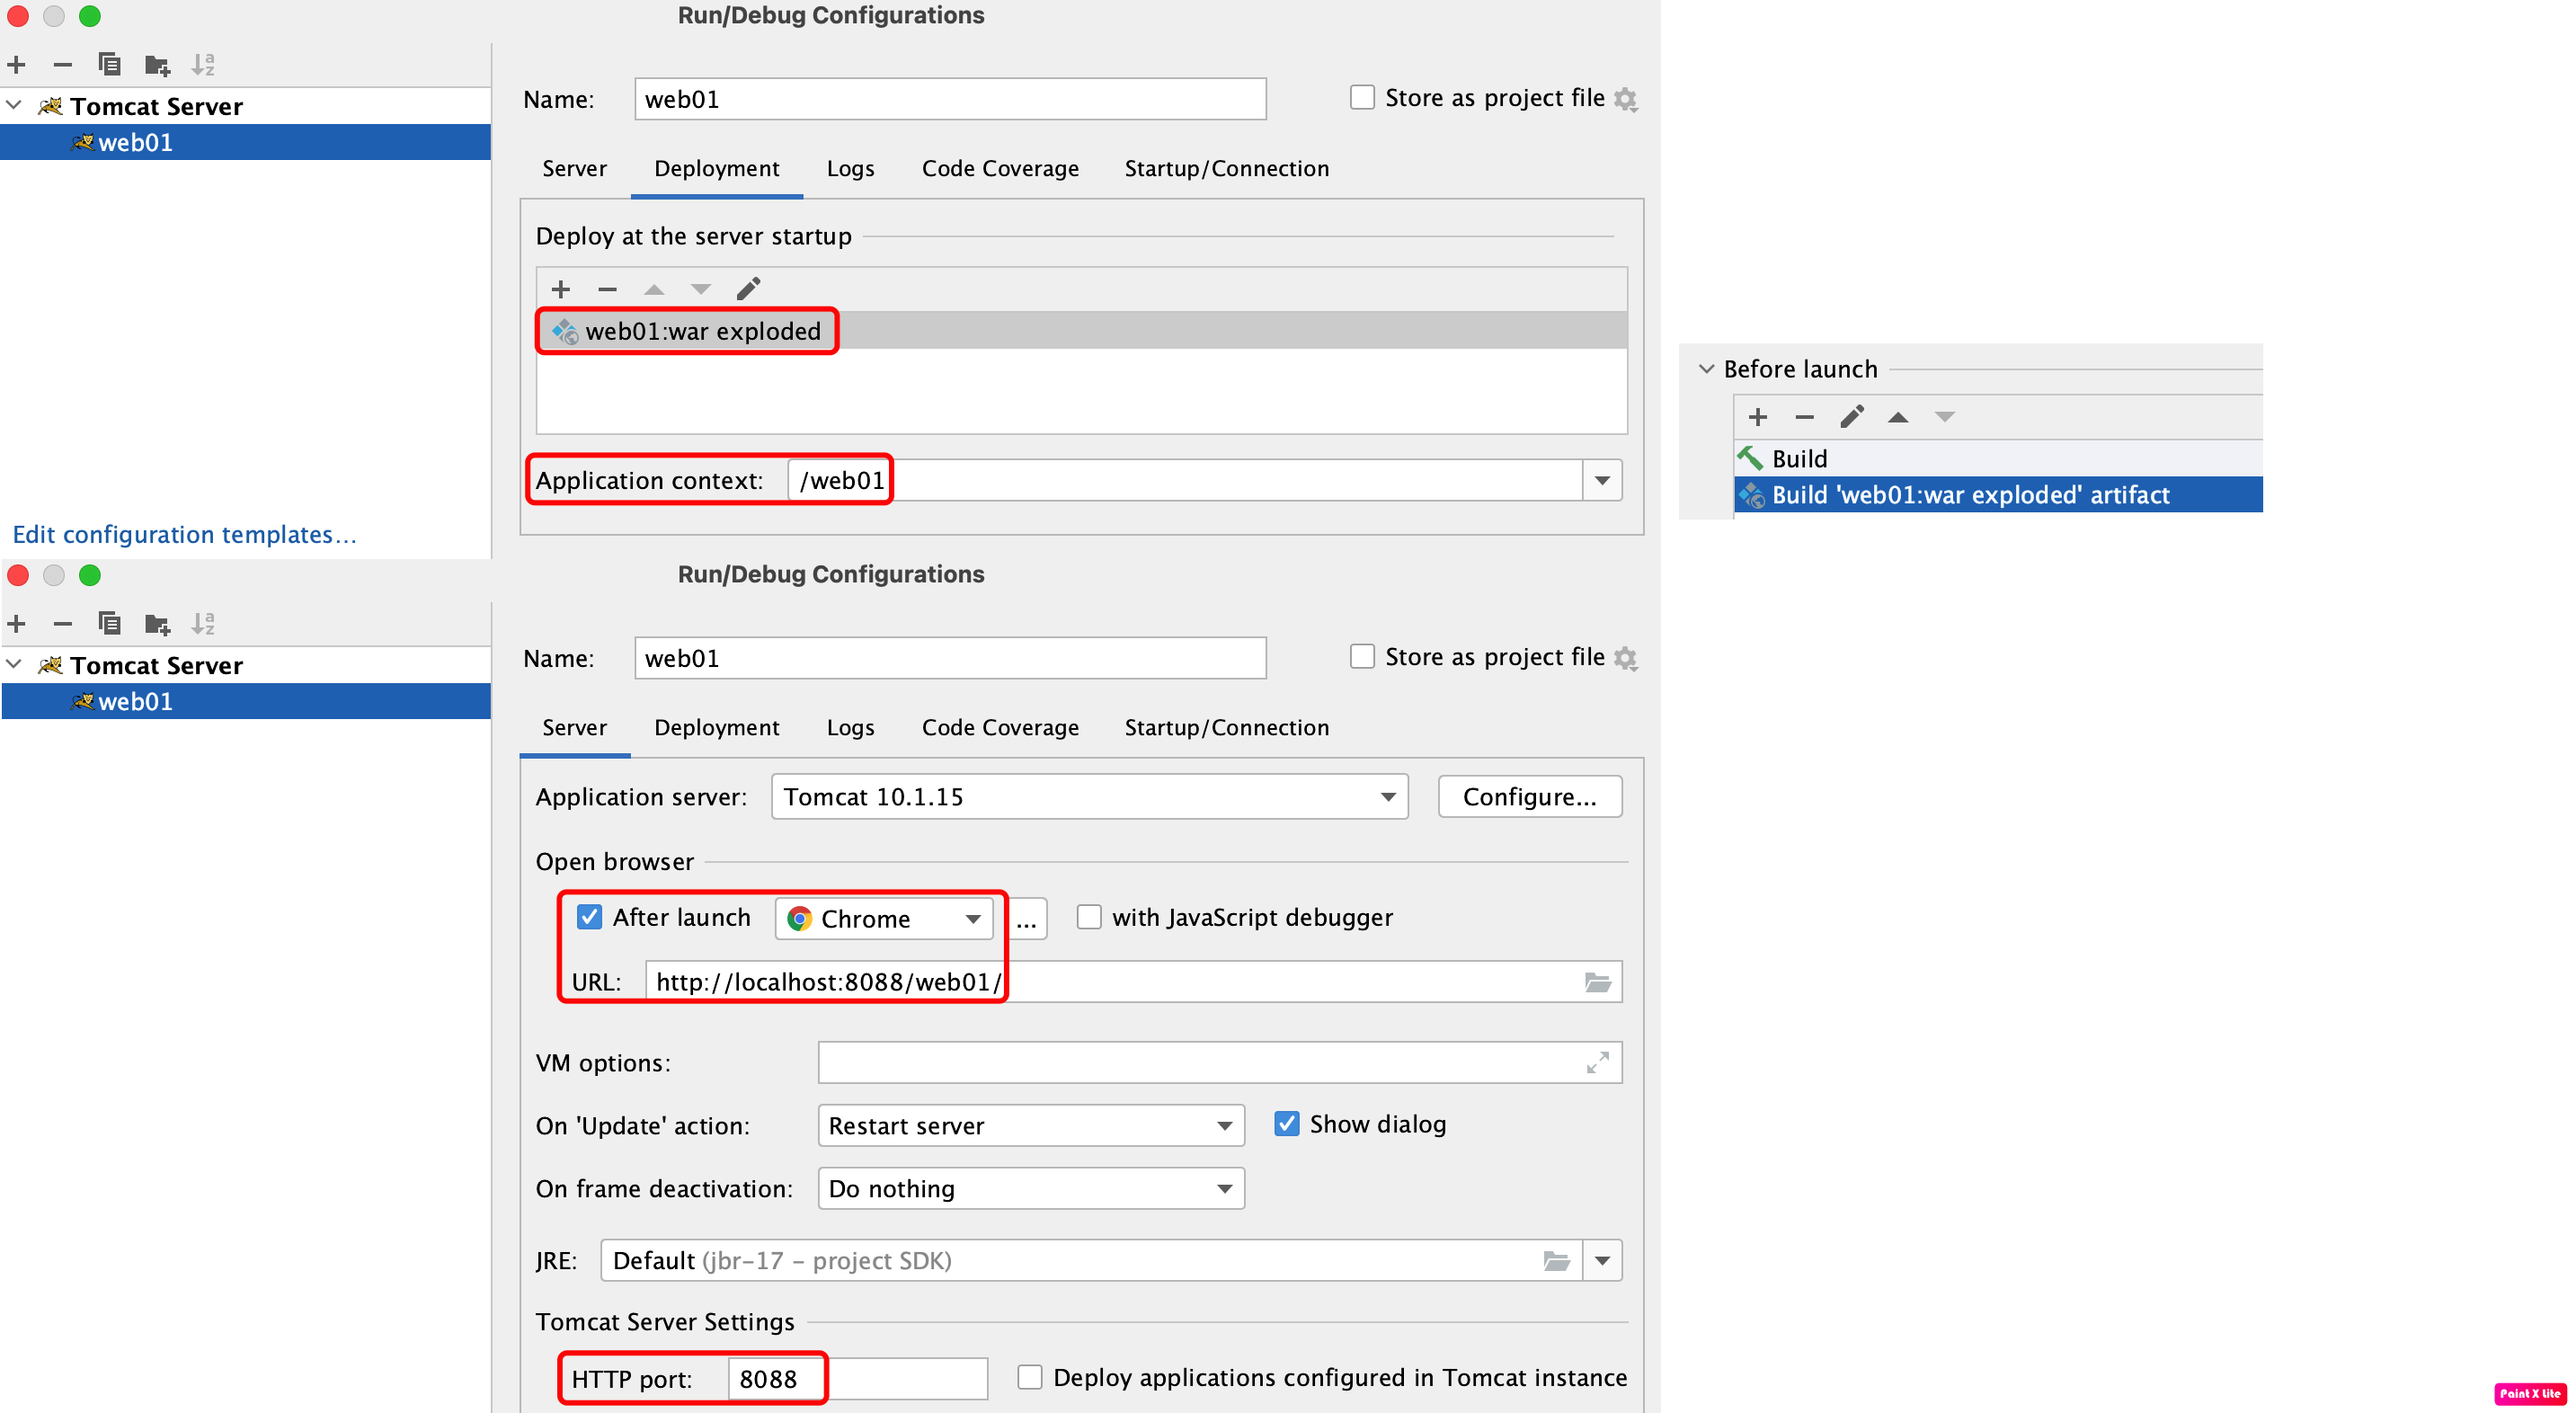 Run/Debug Configurations
Tomcat Server
web01
Edit configuration templates...
Name: web01
Store as project file
Server Deployment Logs Code Coverage Startup/Connection
Deploy at the server startup
web01:war exploded
Application context: /web01
Before launch
Build
Build 'web01:war exploded' artifact
Run/Debug Configurations
Tomcat Server
web01
Name: web01
Store as project file
Server Deployment Logs Code Coverage Startup/Connection
Application server: Tomcat 10.1.15 Configure...
Open browser
After launch Chrome ... with JavaScript debugger
URL: http://localhost:8088/web01/
VM options:
On 'Update' action: Restart server Show dialog
On frame deactivation: Do nothing
JRE: Default (jbr-17 - project SDK)
Tomcat Server Settings
HTTP port: 8088 Deploy applications configured in Tomcat instance
Paint X Lite